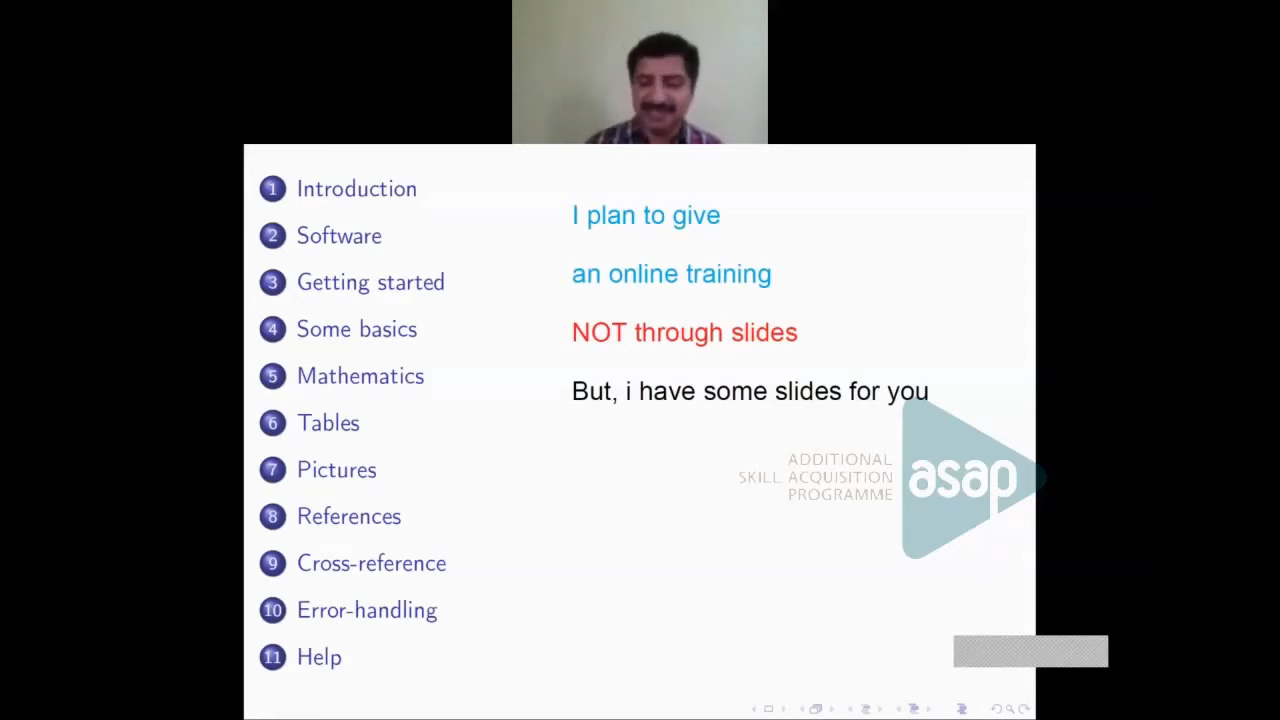 1 Introduction
2 Software
3 Getting started
4 Some basics
5 Mathematics
6 Tables
7 Pictures
8 References
9 Cross-reference
10 Error-handling
11 Help
I plan to give
an online training
NOT through slides
But, i have some slides for you
ADDITIONAL
SKILL ACQUISITION
PROGRAMME
asap